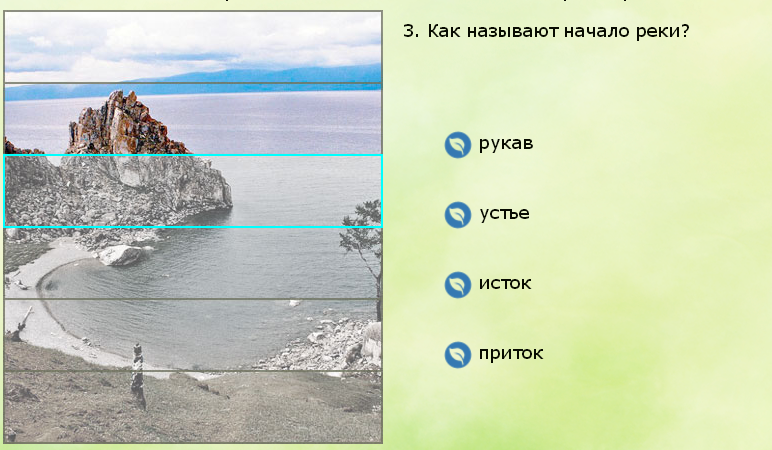 3. Как называют начало реки?
рукав
устье
исток
приток